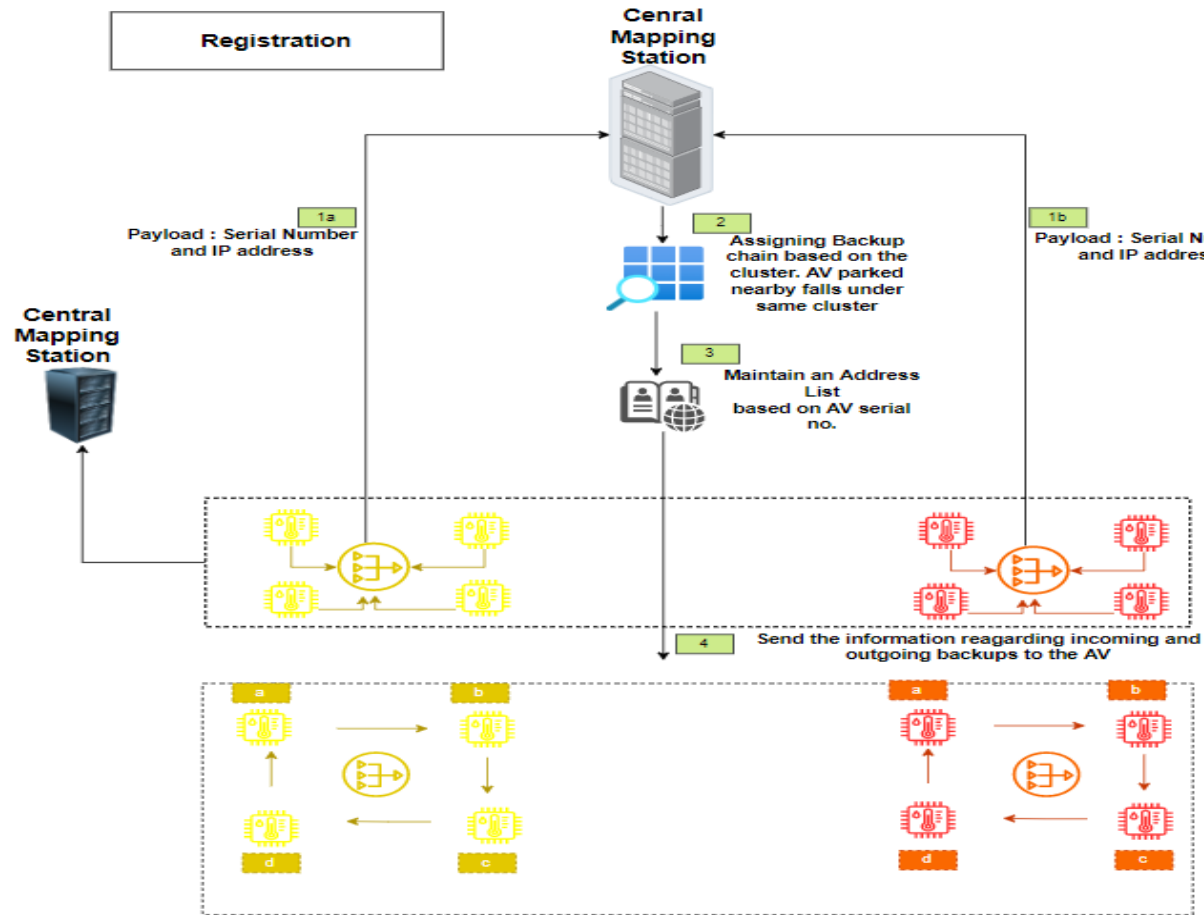 Registration
Cenral
Mapping
Station
1a
Payload : Serial Number
and IP address
2
Assigning Backup
chain based on the
cluster. AV parked
nearby falls under
same cluster
1b
Payload : Serial N
and IP addres
Central
Mapping
Station
3
Maintain an Address
List
based on AV serial
no.
4
Send the information reagarding incoming and
outgoing backups to the AV
a
b
a
b
d
c
d
c